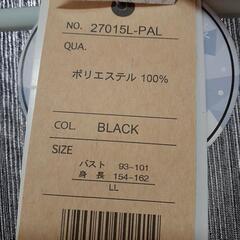 NO. 27015L-PAL
QUA.
ポリエステル 100%
COL. BLACK
SIZE
バスト 93-101
身 長 154-162
LL